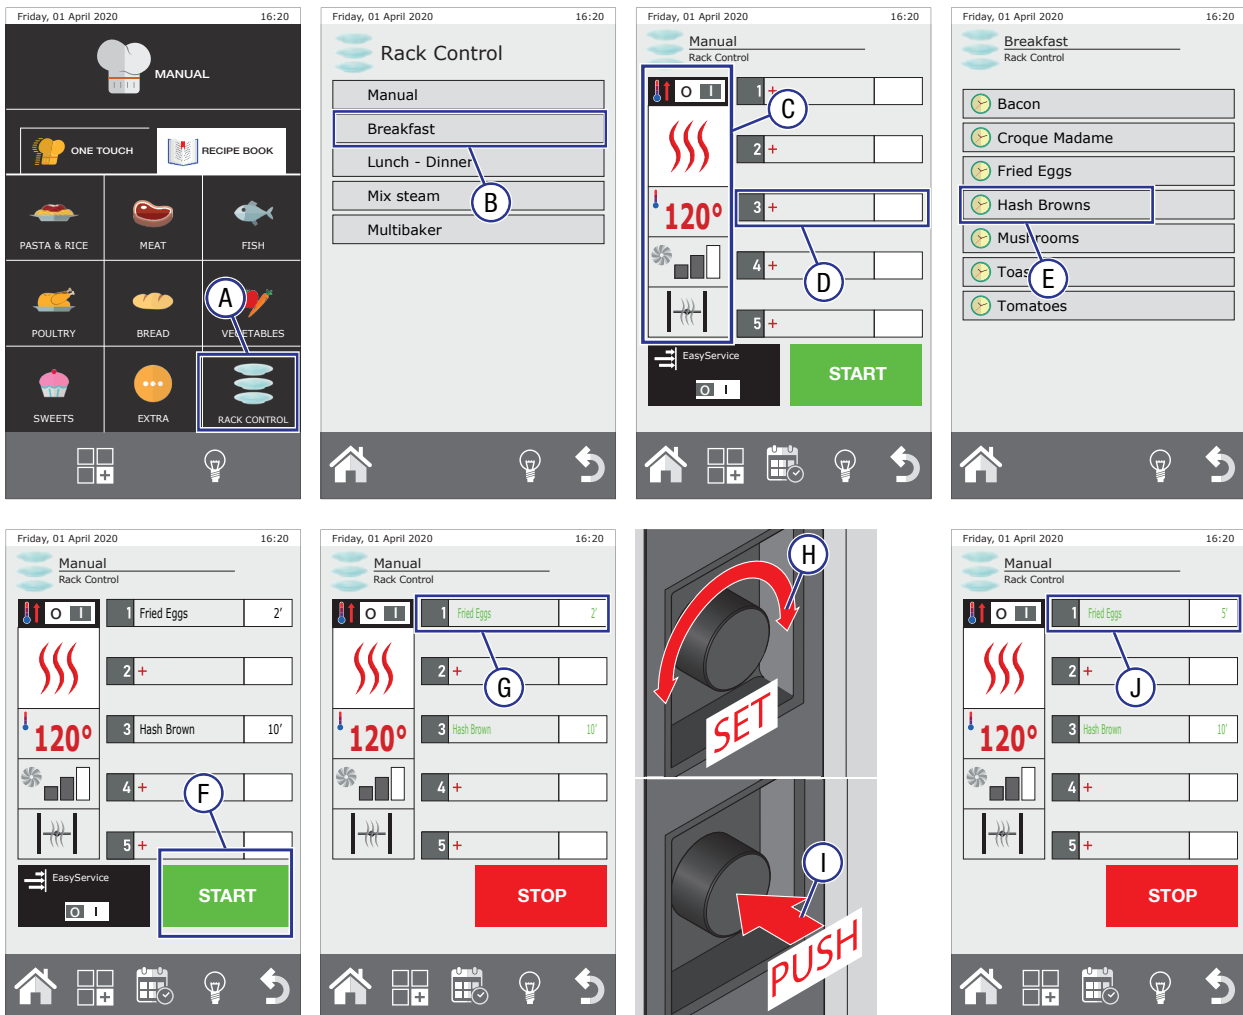 Friday, 01 April 2020 16:20
MANUAL
ONE TOUCH
RECIPE BOOK
PASTA & RICE
MEAT
FISH
A
POULTRY
BREAD
VEGETABLES
SWEETS
EXTRA
RACK CONTROL
Friday, 01 April 2020 16:20
Rack Control
Manual
Breakfast
Lunch - Dinner
Mix steam
B
Multibaker
Friday, 01 April 2020 16:20
Manual
Rack Control
O I
1 +
C
2 +
120°
3 +
4 +
D
5 +
EasyService
O I
START
Friday, 01 April 2020 16:20
Breakfast
Rack Control
Bacon
Croque Madame
Fried Eggs
Hash Browns
Mushrooms
E
Tomatoes
Friday, 01 April 2020 16:20
Manual
Rack Control
O I
1 Fried Eggs 2'
2 +
120°
3 Hash Brown 10'
4 +
F
5 +
EasyService
O I
START
Friday, 01 April 2020 16:20
Manual
Rack Control
O I
1 Fried Eggs 2'
2 +
G
120°
3 Hash Brown 10'
4 +
5 +
STOP
H
SET
I
PUSH
Friday, 01 April 2020 16:20
Manual
Rack Control
O I
1 Fried Eggs 5'
2 +
J
120°
3 Hash Brown 10'
4 +
5 +
STOP